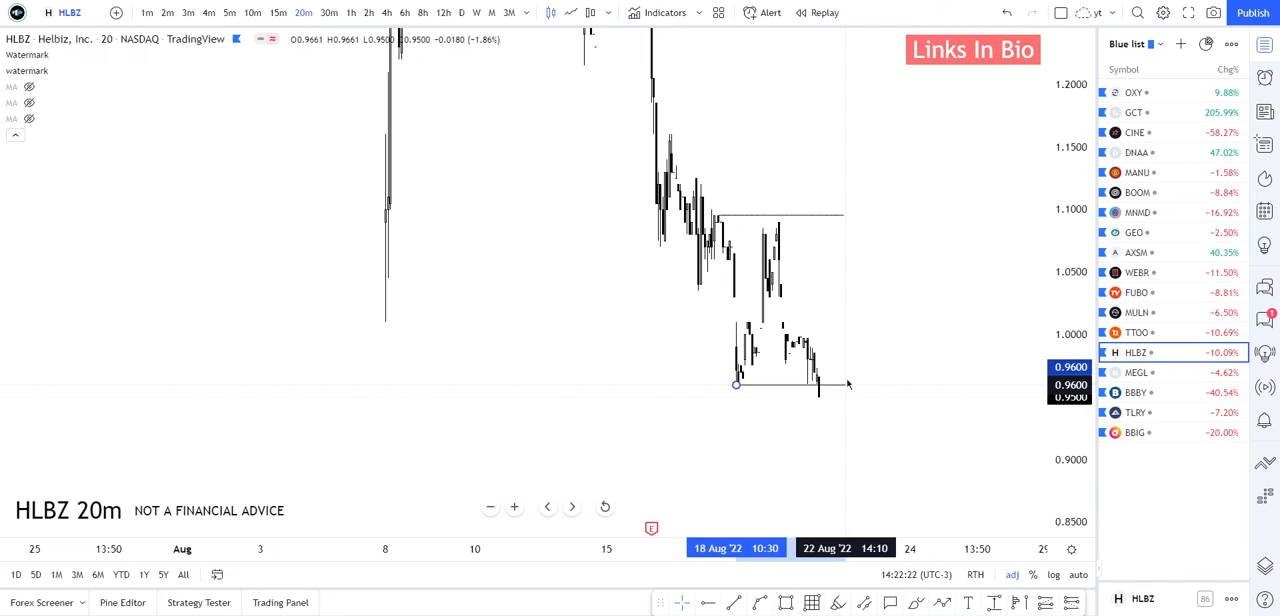 H HLBZ 1m 2m 3m 4m 5m 10m 15m 20m 30m 1h 2h 4h 6h 8h 12h D W M 3M Indicators Alert Replay yt Publish
HLBZ · Helbiz, Inc. · 20 · NASDAQ · TradingView O0.9661 H0.9661 L0.9500 C0.9500 -0.0180 (-1.86%)
Watermark
watermark
MA
MA
MA
Links In Bio
1.2000
1.1500
1.1000
1.0500
1.0000
0.9600
0.9600
0.9500
0.9000
0.8500
Blue list
Symbol Chg%
OXY 9.88%
GCT 205.99%
CINE -58.27%
DNAA 47.02%
MANU -1.58%
BOOM -8.84%
MNMD -16.92%
GEO -2.50%
AXSM 40.35%
WEBR -11.50%
FUBO -8.81%
MULN -6.50%
TTOO -10.69%
H HLBZ -10.09%
MEGL -4.62%
BBBY -40.54%
TLRY -7.20%
BBIG -20.00%
1
HLBZ 20m NOT A FINANCIAL ADVICE
E
25 13:50 Aug 3 8 10 15 18 Aug '22 10:30 22 Aug '22 14:10 24 13:50 29
1D 5D 1M 3M 6M YTD 1Y 5Y All 14:22:22 (UTC-3) RTH adj % log auto
Forex Screener Pine Editor Strategy Tester Trading Panel
H HLBZ 86